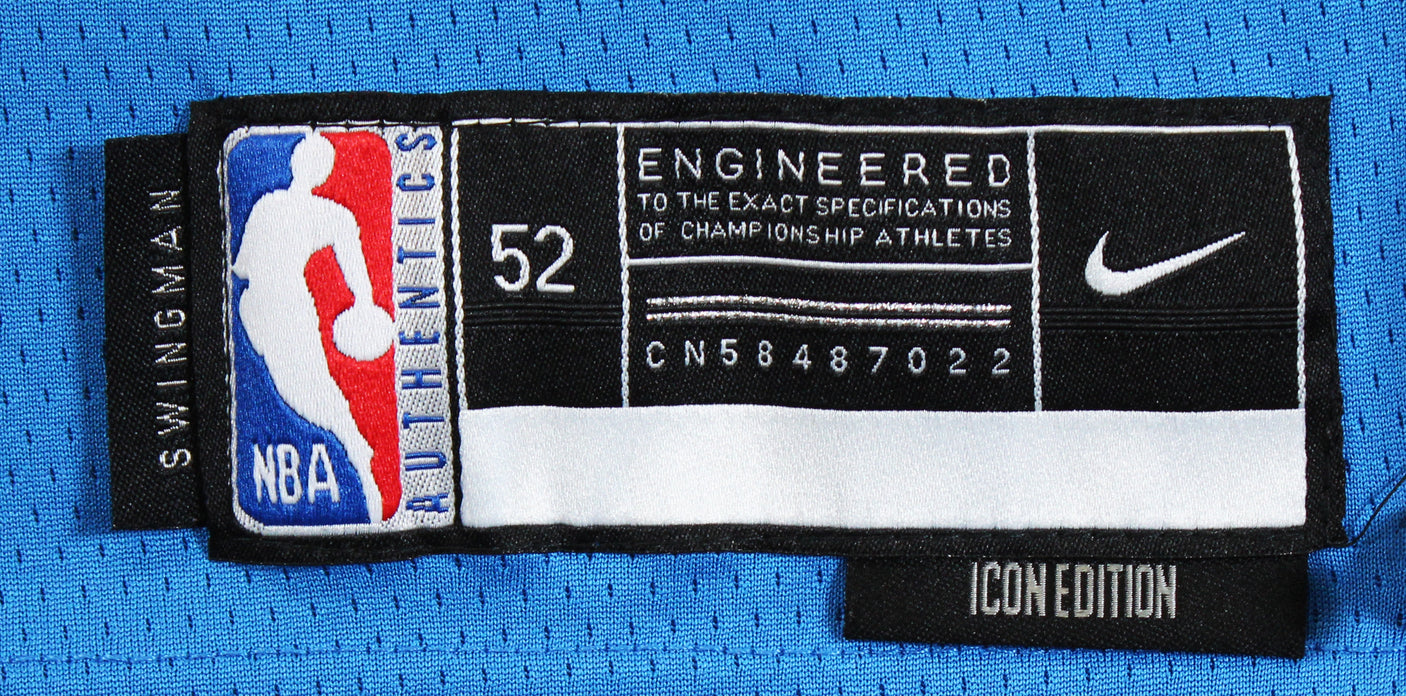 SWINGMAN
NBA
AUTHENTICS
52
ENGINEERED
TO THE EXACT SPECIFICATIONS
OF CHAMPIONSHIP ATHLETES
CN58487022
ICON EDITION